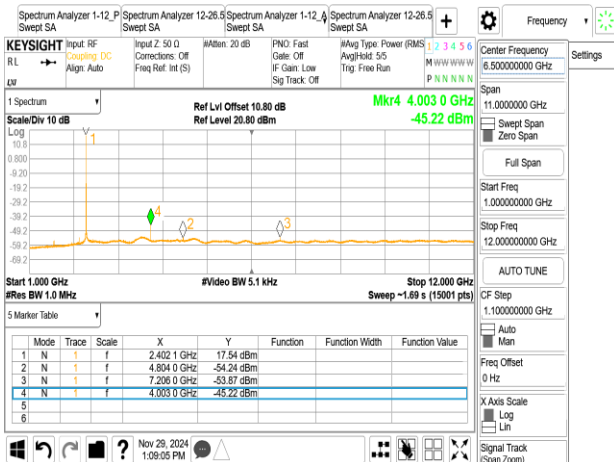 Spectrum Analyzer 1-12_P
Swept SA
Spectrum Analyzer 12-26.5
Swept SA
Spectrum Analyzer 1-12_A
Swept SA
Spectrum Analyzer 12-26.5
Swept SA
+
Frequency
Settings
KEYSIGHT
RL
Input: RF
Coupling: DC
Align: Auto
Input Z: 50 Ω
Corrections: Off
Freq Ref: Int (S)
#Atten: 20 dB
PNO: Fast
Gate: Off
IF Gain: Low
Sig Track: Off
#Avg Type: Power (RMS
Avg|Hold: 5/5
Trig: Free Run
1 2 3 4 5 6
M W W W W W
P N N N N N
LXI
1 Spectrum
Scale/Div 10 dB
Ref Lvl Offset 10.80 dB
Ref Level 20.80 dBm
Mkr4 4.003 0 GHz
-45.22 dBm
Log
10.8
0.800
-9.20
-19.2
-29.2
-39.2
-49.2
-59.2
-69.2
1
4
2
3
Start 1.000 GHz
#Res BW 1.0 MHz
#Video BW 5.1 kHz
Stop 12.000 GHz
Sweep ~1.69 s (15001 pts)
5 Marker Table
Mode Trace Scale X Y Function Function Width Function Value
1 N 1 f 2.402 1 GHz 17.54 dBm
2 N 1 f 4.804 0 GHz -54.24 dBm
3 N 1 f 7.206 0 GHz -53.87 dBm
4 N 1 f 4.003 0 GHz -45.22 dBm
5
6
?
Nov 29, 2024
1:09:05 PM
Center Frequency
6.500000000 GHz
Span
11.0000000 GHz
Swept Span
Zero Span
Full Span
Start Freq
1.000000000 GHz
Stop Freq
12.000000000 GHz
AUTO TUNE
CF Step
1.100000000 GHz
Auto
Man
Freq Offset
0 Hz
X Axis Scale
Log
Lin
Signal Track
(Span Zoom)